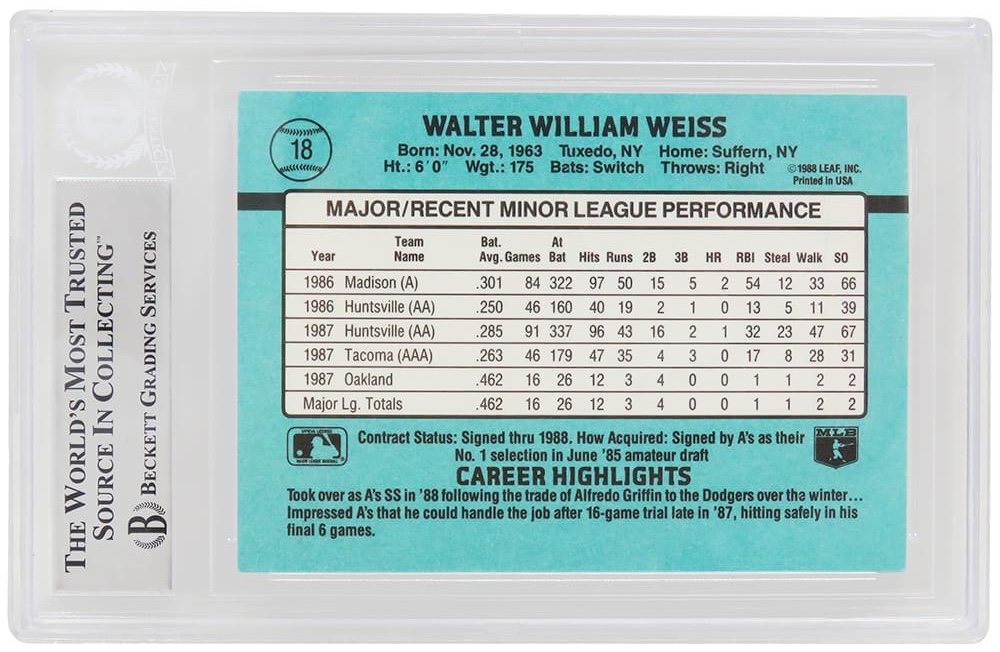 THE WORLD'S MOST TRUSTED
SOURCE IN COLLECTING™
B BECKETT GRADING SERVICES
18
WALTER WILLIAM WEISS
Born: Nov. 28, 1963 Tuxedo, NY Home: Suffern, NY
Ht.: 6'0" Wgt.: 175 Bats: Switch Throws: Right
©1988 LEAF, INC.
Printed in USA
MAJOR/RECENT MINOR LEAGUE PERFORMANCE
Year Team Name Bat. Avg. Games At Bat Hits Runs 2B 3B HR RBI Steal Walk SO
1986 Madison (A) .301 84 322 97 50 15 5 2 54 12 33 66
1986 Huntsville (AA) .250 46 160 40 19 2 1 0 13 5 11 39
1987 Huntsville (AA) .285 91 337 96 43 16 2 1 32 23 47 67
1987 Tacoma (AAA) .263 46 179 47 35 4 3 0 17 8 28 31
1987 Oakland .462 16 26 12 3 4 0 0 1 1 2 2
Major Lg. Totals .462 16 26 12 3 4 0 0 1 1 2 2
Contract Status: Signed thru 1988. How Acquired: Signed by A's as their
No. 1 selection in June '85 amateur draft
MLB
CAREER HIGHLIGHTS
Took over as A's SS in '88 following the trade of Alfredo Griffin to the Dodgers over the winter...
Impressed A's that he could handle the job after 16-game trial late in '87, hitting safely in his
final 6 games.